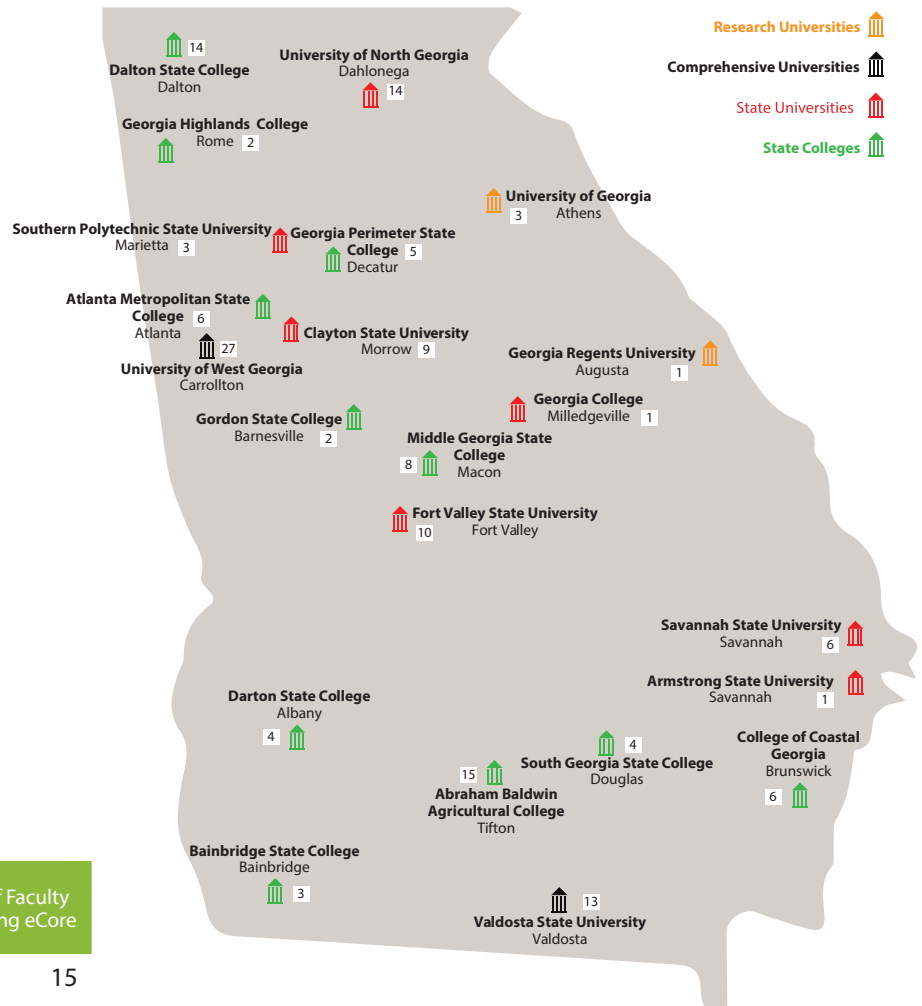 Research Universities
Comprehensive Universities
State Universities
State Colleges
14
Dalton State College
Dalton
University of North Georgia
Dahlonega
14
Georgia Highlands College
Rome 2
University of Georgia
3 Athens
Southern Polytechnic State University
Marietta 3
Georgia Perimeter State
College 5
Decatur
Atlanta Metropolitan State
College 6
Atlanta
Clayton State University
Morrow 9
27
University of West Georgia
Carrollton
Georgia Regents University
Augusta 1
Georgia College
Milledgeville 1
Gordon State College
Barnesville 2
Middle Georgia State
College
8 Macon
Fort Valley State University
10 Fort Valley
Savannah State University
Savannah 6
Armstrong State University
Savannah 1
Darton State College
Albany
4
4
South Georgia State College
Douglas
College of Coastal
Georgia
Brunswick
6
15
Abraham Baldwin
Agricultural College
Tifton
Bainbridge State College
Bainbridge
3
13
Valdosta State University
Valdosta
Faculty
ng eCore
15